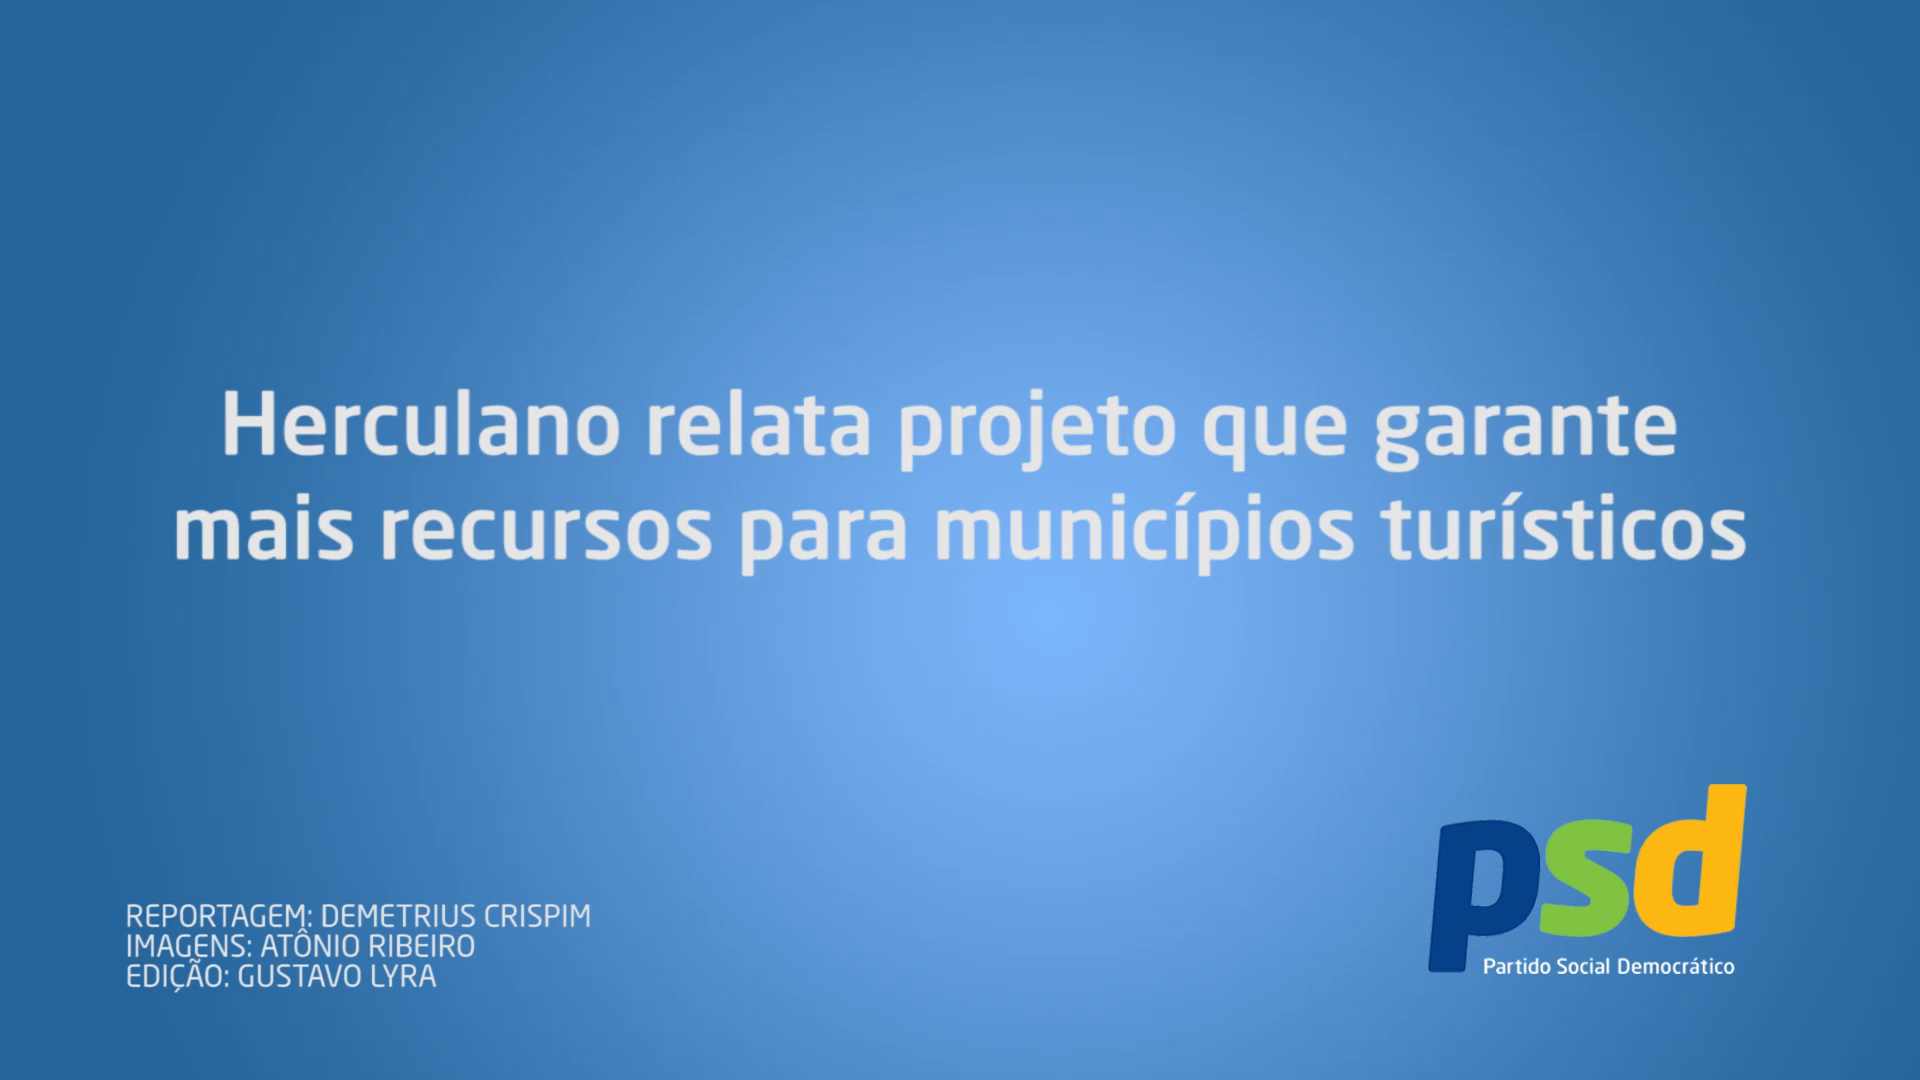 Herculano relata projeto que garante
mais recursos para municípios turísticos
REPORTAGEM: DEMETRIUS CRISPIM
IMAGENS: ATÔNIO RIBEIRO
EDIÇÃO: GUSTAVO LYRA
psd
Partido Social Democrático